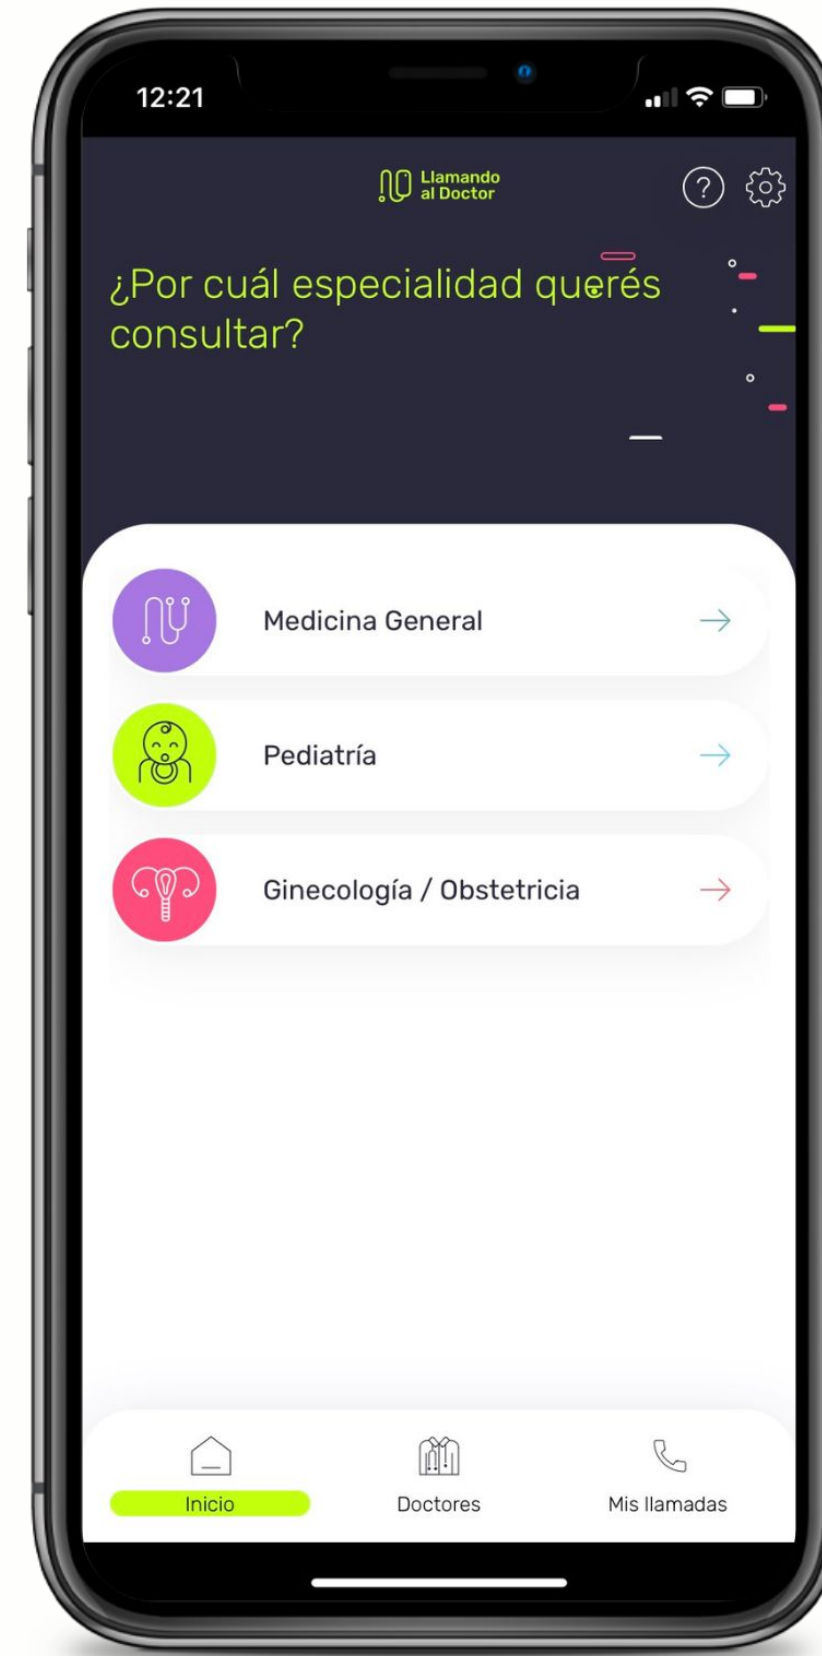 12:21
Llamando
al Doctor
?
¿Por cuál especialidad querés
consultar?
Medicina General
Pediatría
Ginecología / Obstetricia
Inicio
Doctores
Mis llamadas